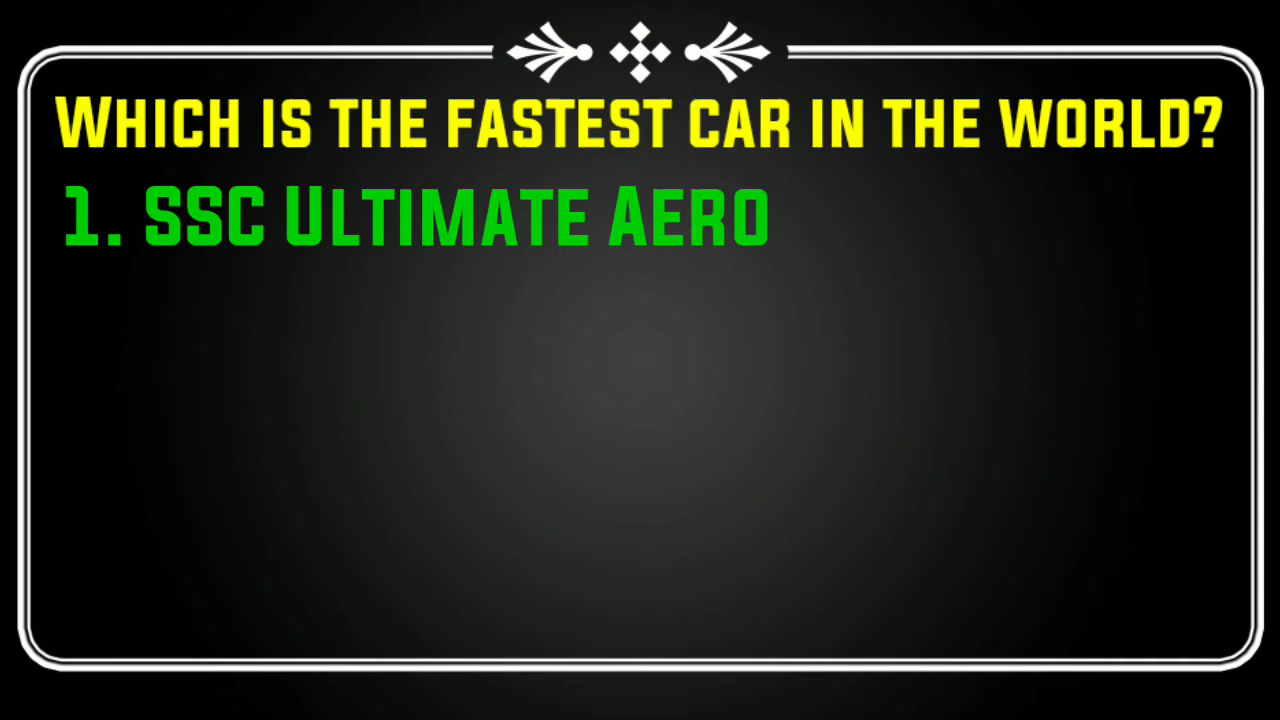 Which is the fastest car in the world?
1. SSC Ultimate Aero